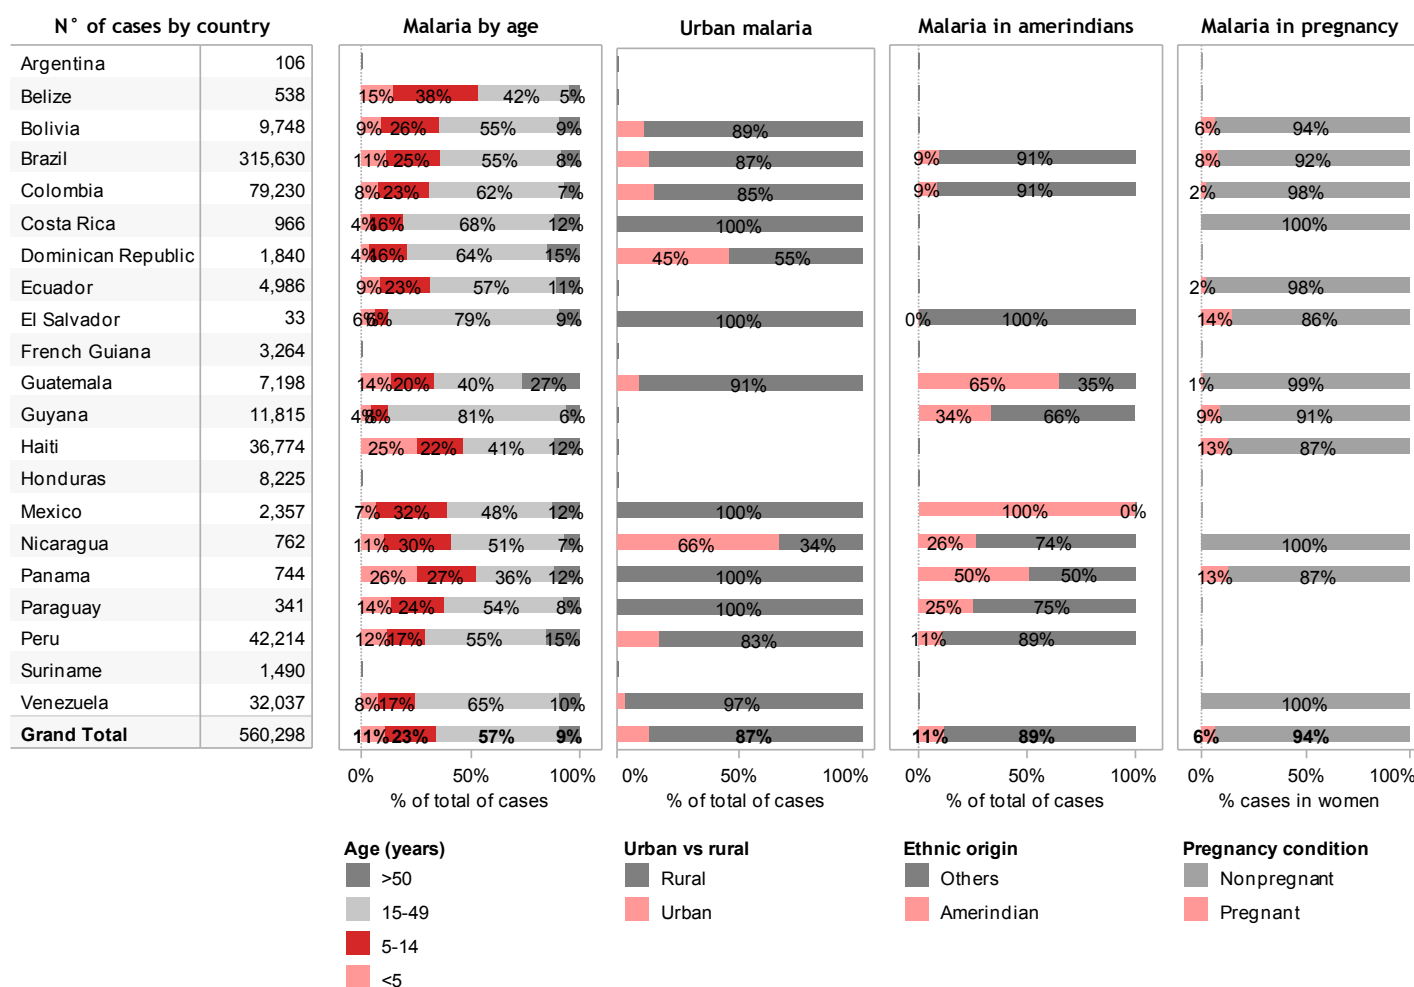 N° of cases by country Malaria by age Urban malaria Malaria in amerindians Malaria in pregnancy
Argentina 106
Belize 538 15% 38% 42% 5%
Bolivia 9,748 9% 26% 55% 9% 89% 6% 94%
Brazil 315,630 11% 25% 55% 8% 87% 9% 91% 8% 92%
Colombia 79,230 8% 23% 62% 7% 85% 9% 91% 2% 98%
Costa Rica 966 4% 16% 68% 12% 100% 100%
Dominican Republic 1,840 4% 16% 64% 15% 45% 55%
Ecuador 4,986 9% 23% 57% 11% 2% 98%
El Salvador 33 6% 6% 79% 9% 100% 0% 100% 14% 86%
French Guiana 3,264
Guatemala 7,198 14% 20% 40% 27% 91% 65% 35% 1% 99%
Guyana 11,815 4% 8% 81% 6% 34% 66% 9% 91%
Haiti 36,774 25% 22% 41% 12% 13% 87%
Honduras 8,225
Mexico 2,357 7% 32% 48% 12% 100% 100% 0%
Nicaragua 762 11% 30% 51% 7% 66% 34% 26% 74% 100%
Panama 744 26% 27% 36% 12% 100% 50% 50% 13% 87%
Paraguay 341 14% 24% 54% 8% 100% 25% 75%
Peru 42,214 12% 17% 55% 15% 83% 11% 89%
Suriname 1,490
Venezuela 32,037 8% 17% 65% 10% 97% 100%
Grand Total 560,298 11% 23% 57% 9% 87% 11% 89% 6% 94%
0% 50% 100% 0% 50% 100% 0% 50% 100% 0% 50% 100%
% of total of cases % of total of cases % of total of cases % cases in women
Age (years) Urban vs rural Ethnic origin Pregnancy condition
>50 Rural Others Nonpregnant
15-49 Urban Amerindian Pregnant
5-14
<5